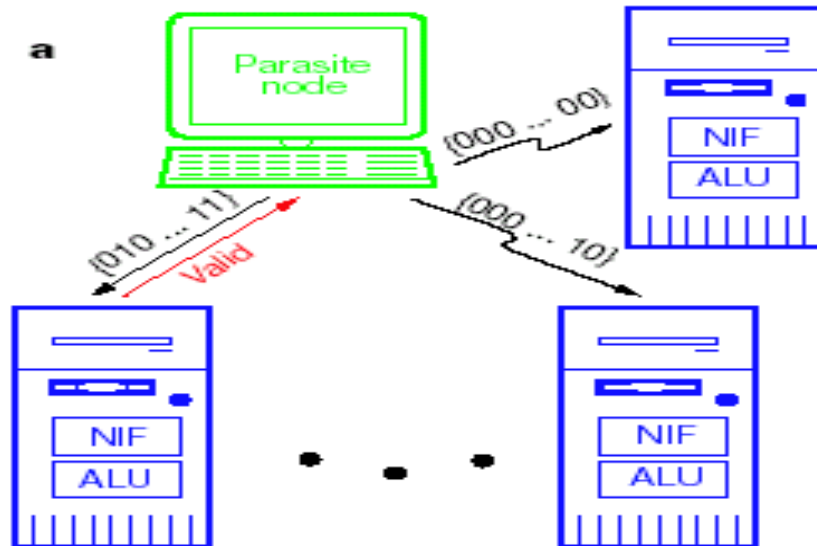 a
Parasite
node
{000 ... 00}
NIF
ALU
{010 ... 11}
Valid
{000 ... 10}
NIF
ALU
NIF
ALU